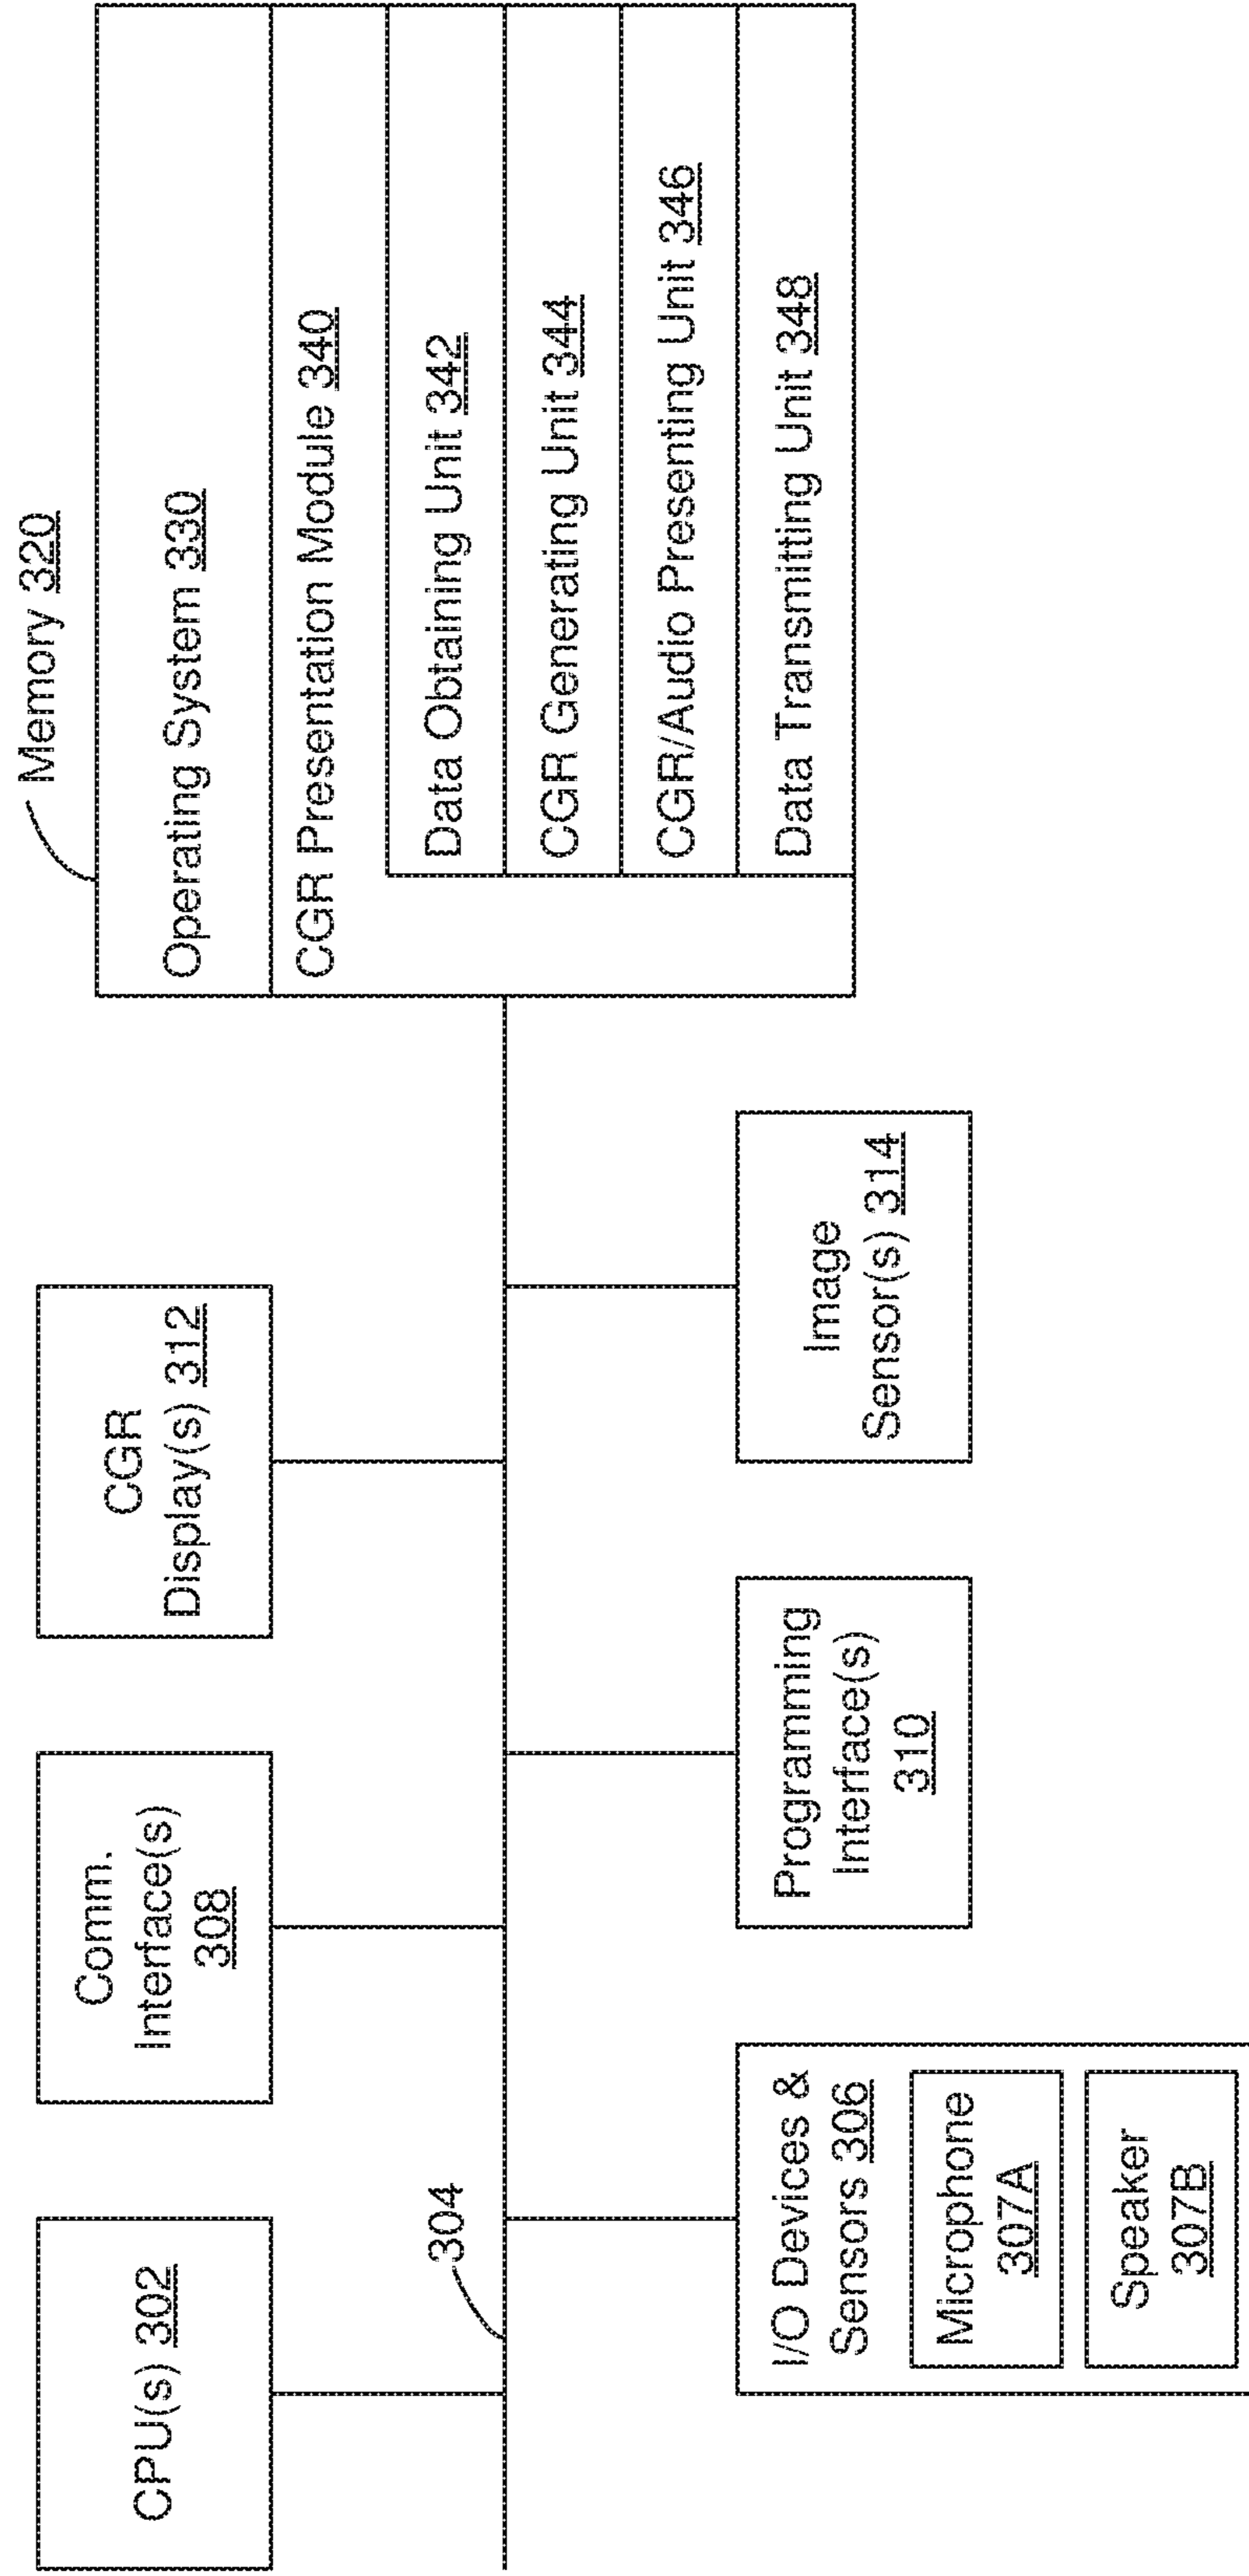 CPU(s) 302
Comm.
Interface(s)
308
CGR
Display(s) 312
Memory 320
Operating System 330
CGR Presentation Module 340
Data Obtaining Unit 342
CGR Generating Unit 344
CGR/Audio Presenting Unit 346
Data Transmitting Unit 348
304
I/O Devices &
Sensors 306
Microphone
307A
Speaker
307B
Programming
Interface(s)
310
Image
Sensor(s) 314